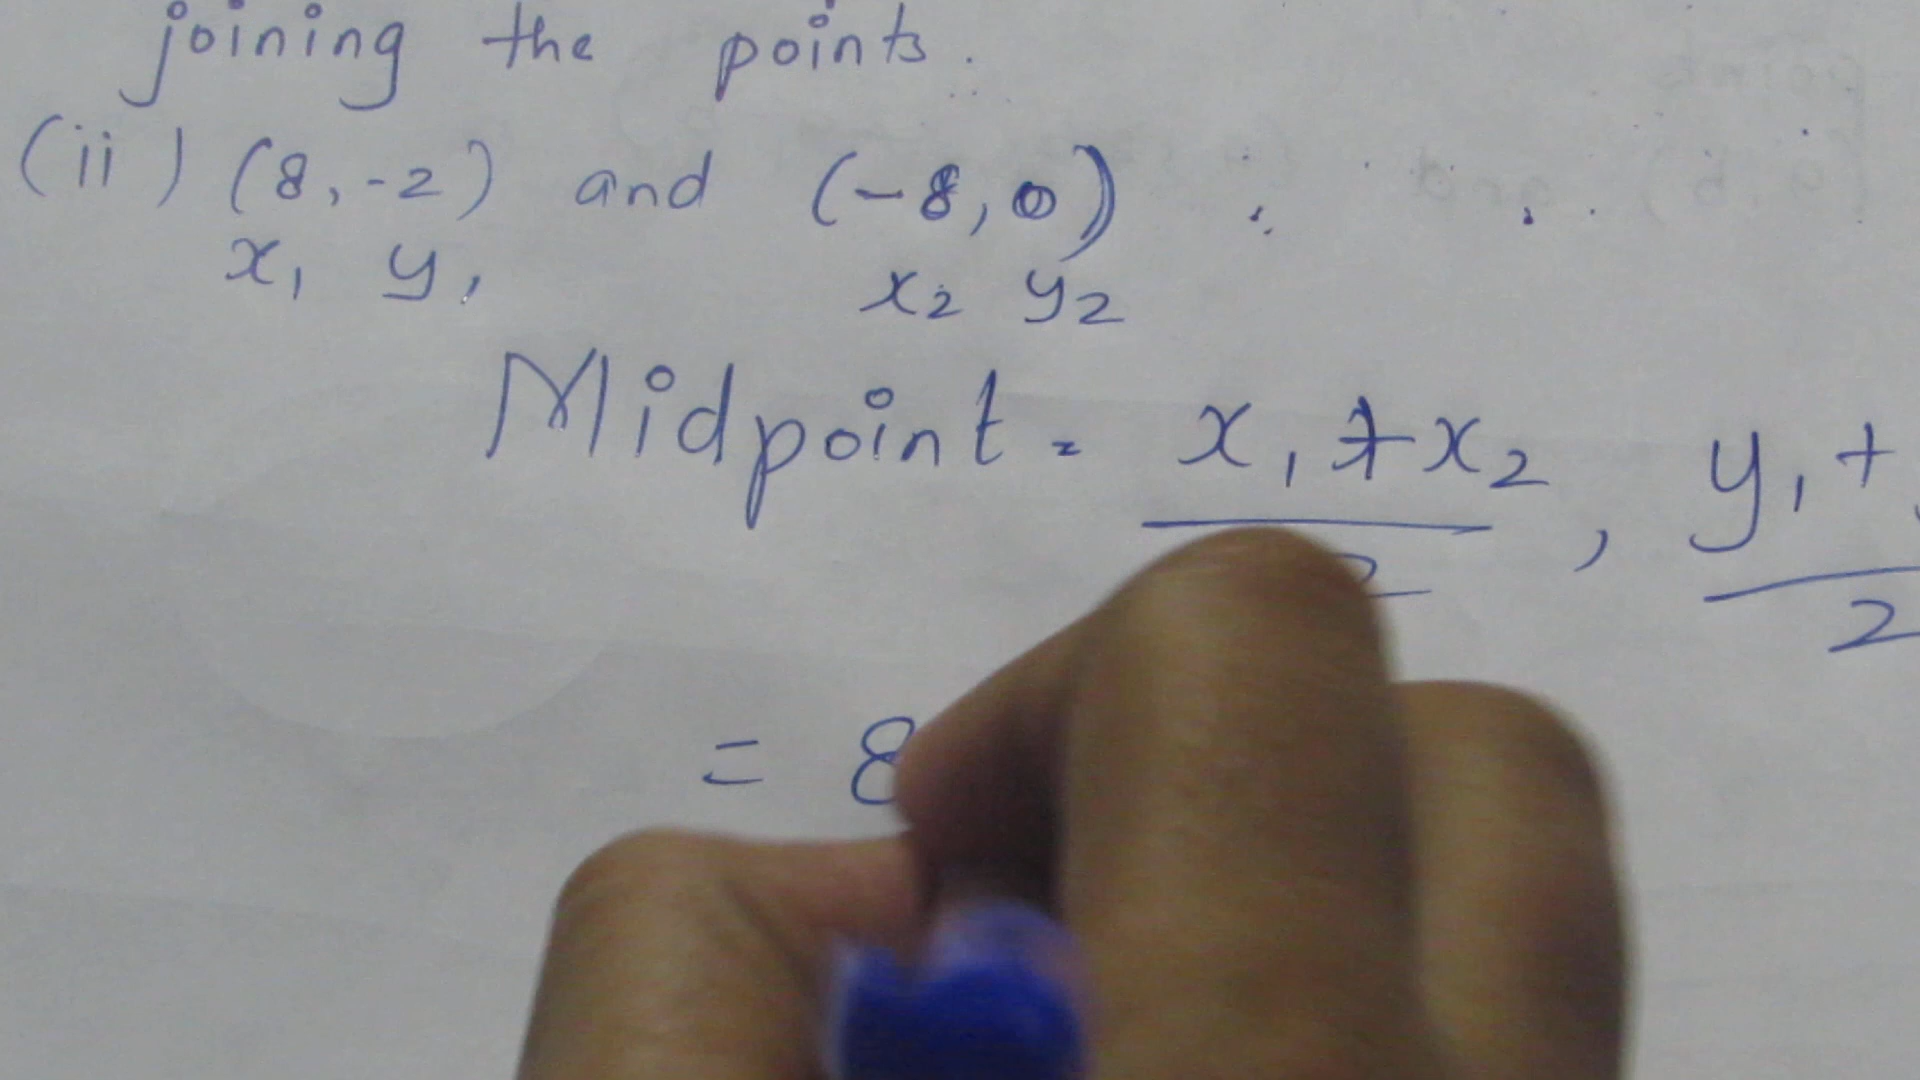 joining the points.
(ii) (8, -2) and (-8, 0)
x₁ y₁ x₂ y₂
Midpoint = x₁ + x₂ / 2, y₁ + / 2
= 8